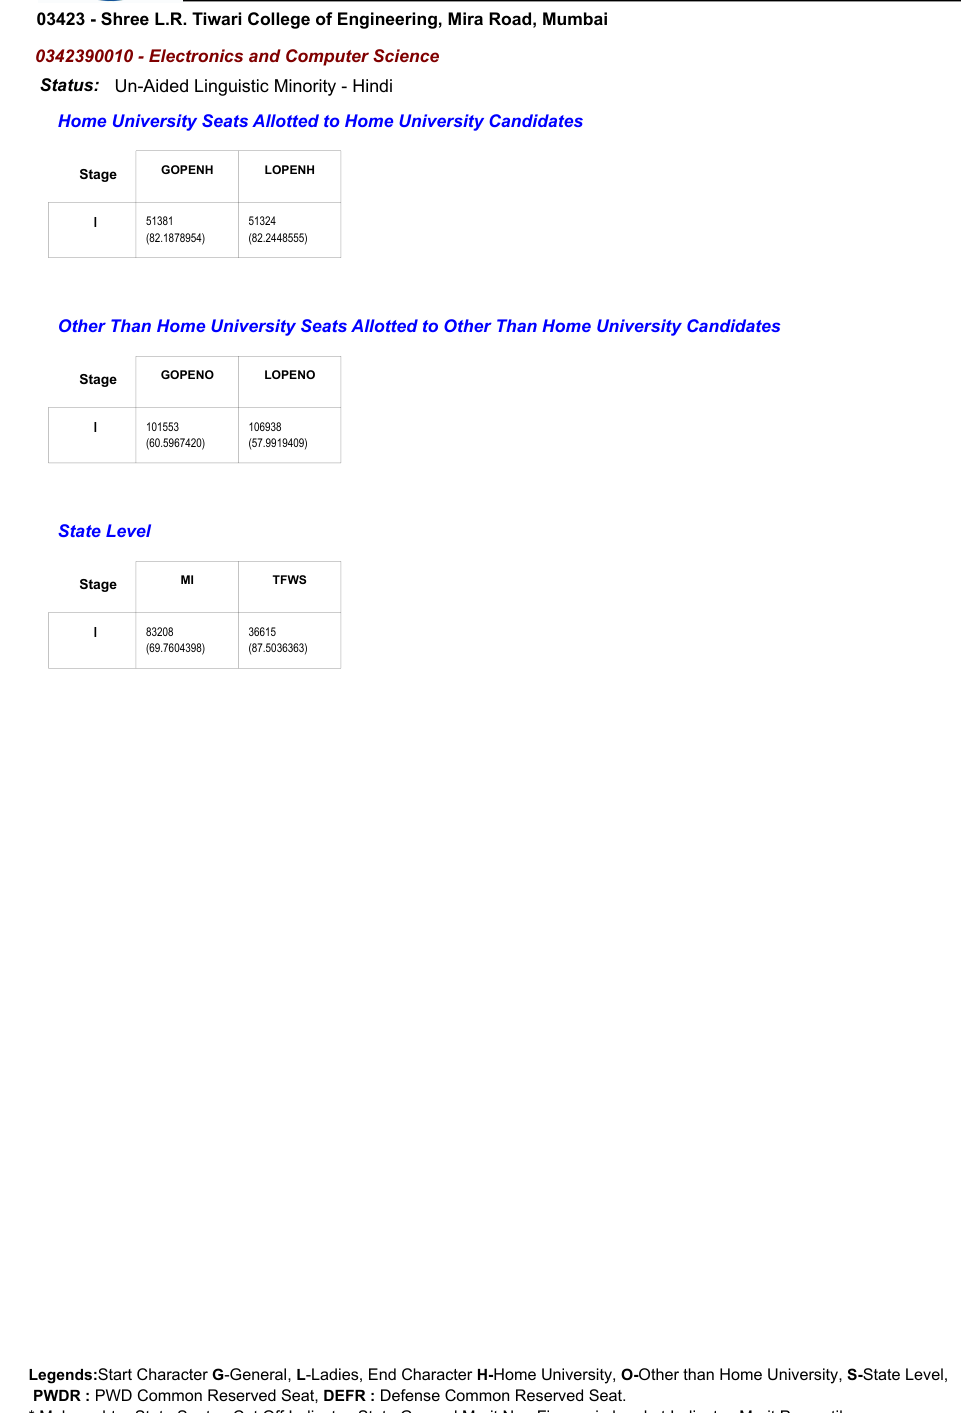 03423 - Shree L.R. Tiwari College of Engineering, Mira Road, Mumbai
0342390010 - Electronics and Computer Science
Status: Un-Aided Linguistic Minority - Hindi
Home University Seats Allotted to Home University Candidates
Stage GOPENH LOPENH
I 51381 51324
(82.1878954) (82.2448555)
Other Than Home University Seats Allotted to Other Than Home University Candidates
Stage GOPENO LOPENO
I 101553 106938
(60.5967420) (57.9919409)
State Level
Stage MI TFWS
I 83208 36615
(69.7604398) (87.5036363)
Legends:Start Character G-General, L-Ladies, End Character H-Home University, O-Other than Home University, S-State Level,
PWDR : PWD Common Reserved Seat, DEFR : Defense Common Reserved Seat.